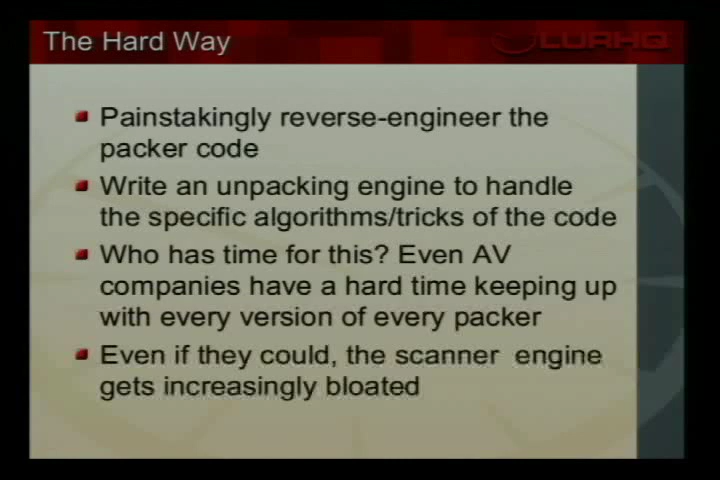 The Hard Way
LURHQ
Painstakingly reverse-engineer the
packer code
Write an unpacking engine to handle
the specific algorithms/tricks of the code
Who has time for this? Even AV
companies have a hard time keeping up
with every version of every packer
Even if they could, the scanner engine
gets increasingly bloated